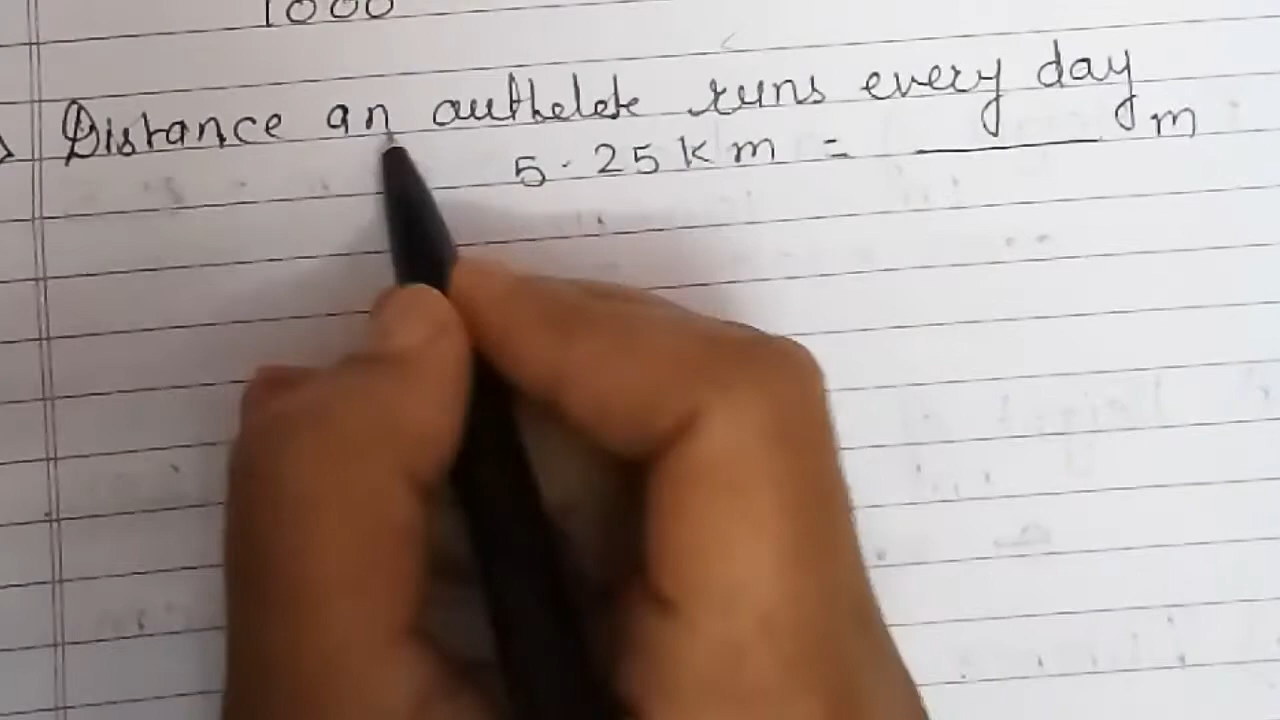 1000
Distance an authelete runs every day
5.25 km = ______ m